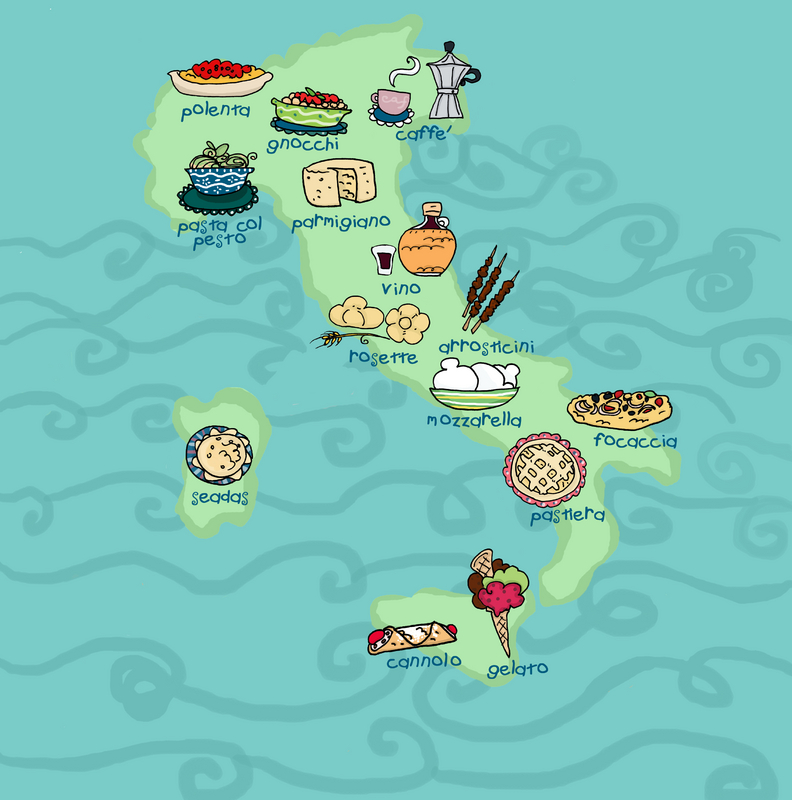 polenta
gnocchi
caffe'
pasta col
pesto
parmigiano
vino
rosette
arrosticini
mozzarella
focaccia
seadas
pastiera
cannolo
gelato